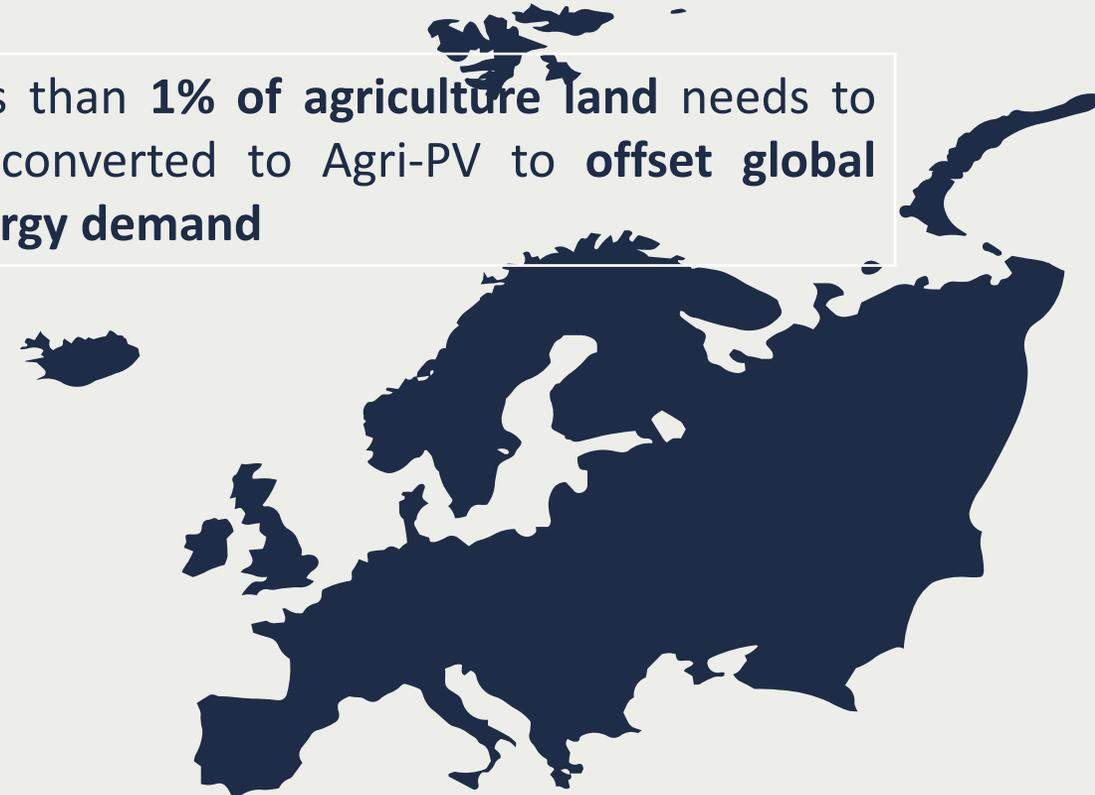 s than 1% of agriculture land needs to
converted to Agri-PV to offset global
rgy demand